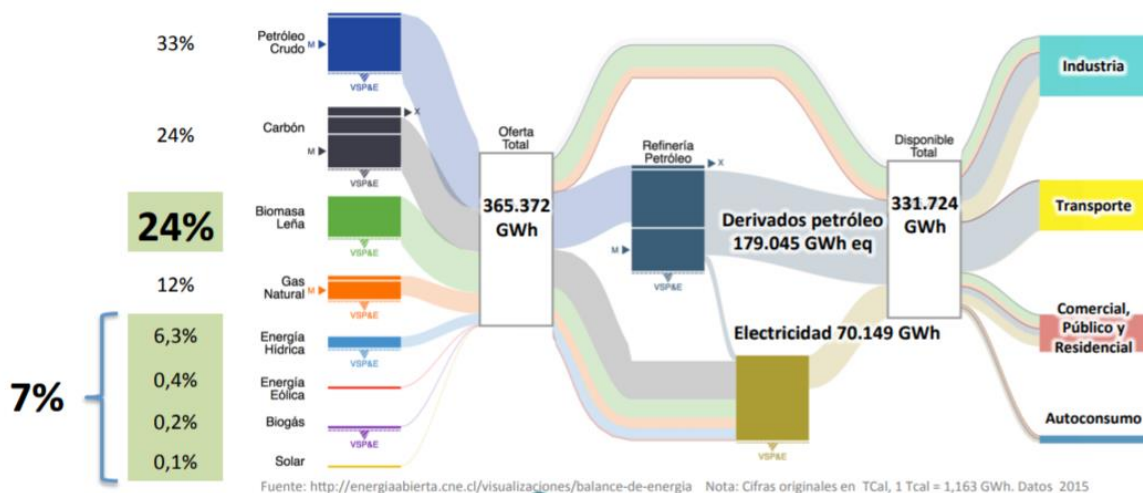 33%
Petróleo
Crudo
M
VSP&E
24%
Carbón
X
M
VSP&E
24%
Biomasa
Leña
VSP&E
12%
Gas
Natural
M
VSP&E
7%
6,3%
Energía
Hídrica
VSP&E
0,4%
Energía
Eólica
0,2%
Biogás
VSP&E
0,1%
Solar
Oferta
Total
365.372
GWh
Refinería
Petróleo
X
M
VSP&E
Derivados petróleo
179.045 GWh eq
Electricidad 70.149 GWh
VSP&E
Disponible
Total
331.724
GWh
Industria
Transporte
Comercial,
Público y
Residencial
Autoconsumo
Fuente: http://energiaabierta.cne.cl/visualizaciones/balance-de-energia Nota: Cifras originales en TCal, 1 Tcal = 1,163 GWh. Datos 2015